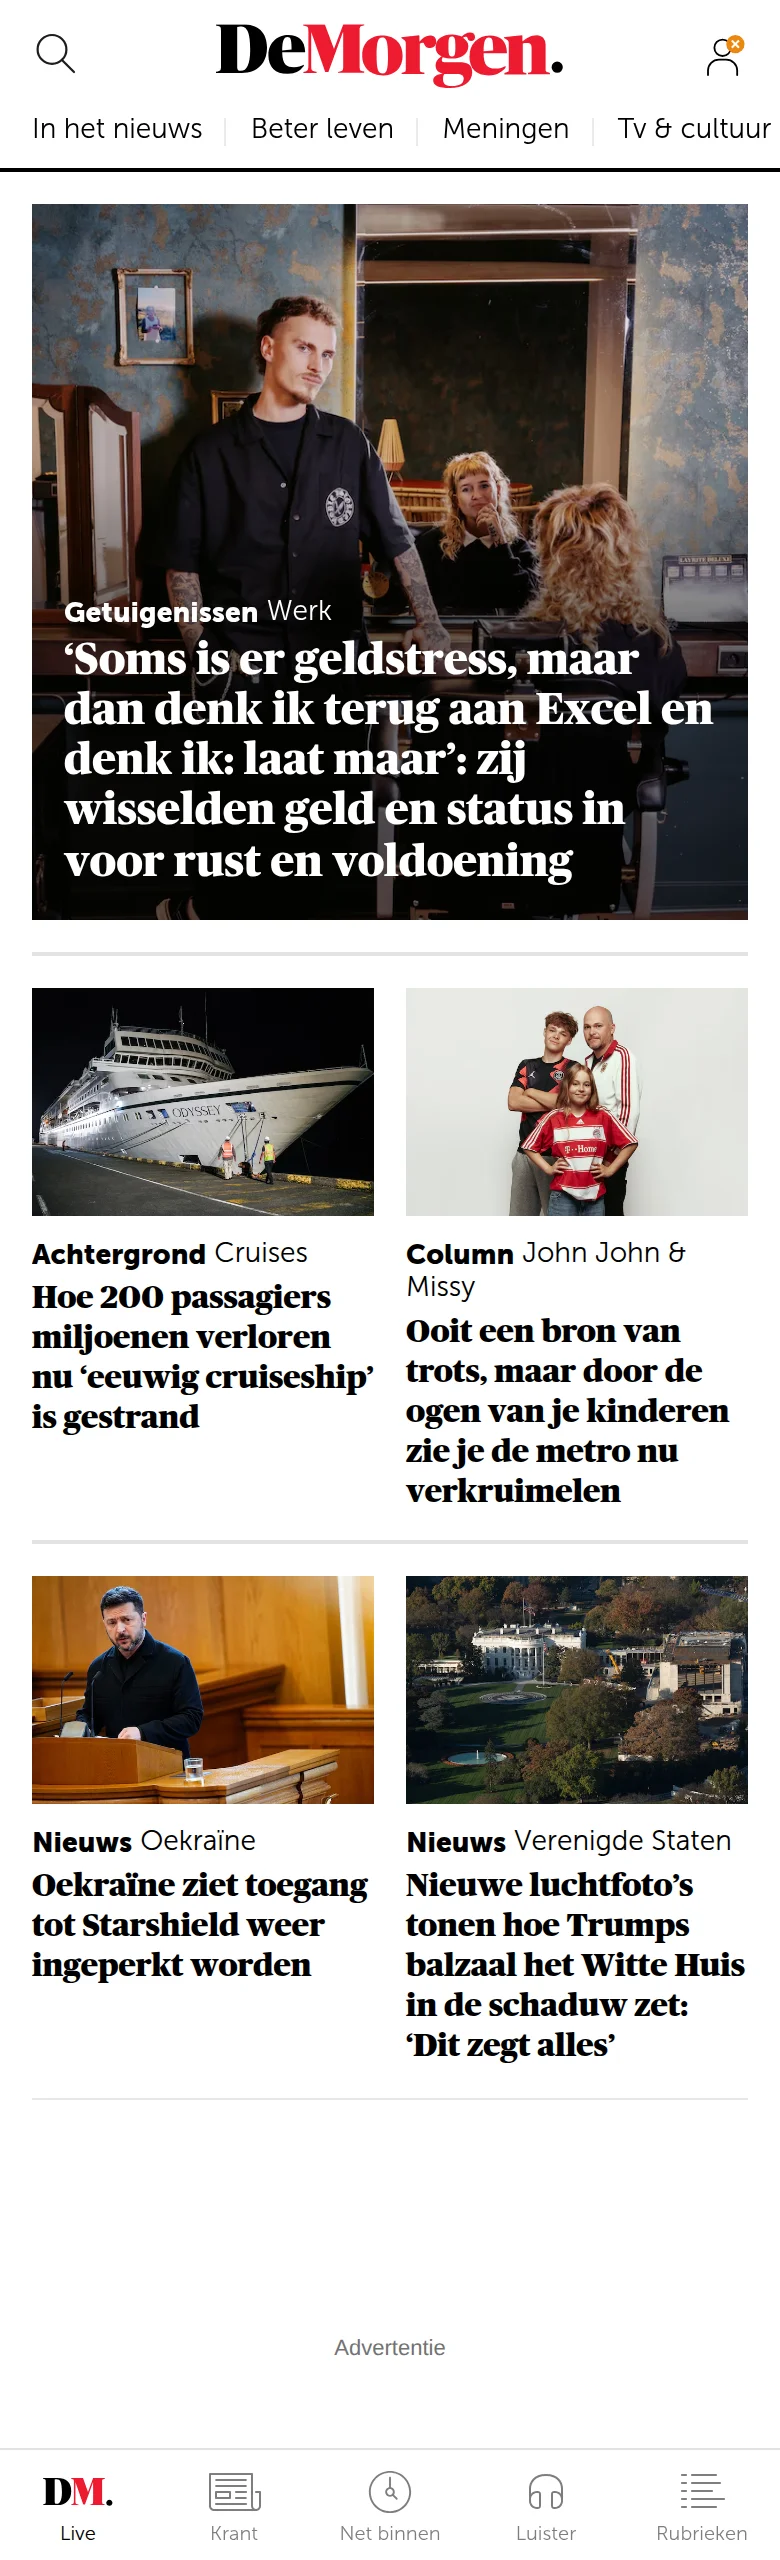 DeMorgen.
In het nieuws
Beter leven
Meningen
Tv & cultuur
Getuigenissen Werk
‘Soms is er geldstress, maar
dan denk ik terug aan Excel en
denk ik: laat maar’: zij
wisselden geld en status in
voor rust en voldoening
ODYSSEY
T··Home
Achtergrond Cruises
Hoe 200 passagiers
miljoenen verloren
nu ‘eeuwig cruiseship’
is gestrand
Column John John &
Missy
Ooit een bron van
trots, maar door de
ogen van je kinderen
zie je de metro nu
verkruimelen
Nieuws Oekraïne
Oekraïne ziet toegang
tot Starshield weer
ingeperkt worden
Nieuws Verenigde Staten
Nieuwe luchtfoto’s
tonen hoe Trumps
balzaal het Witte Huis
in de schaduw zet:
‘Dit zegt alles’
Advertentie
DM.
Live
Krant
Net binnen
Luister
Rubrieken